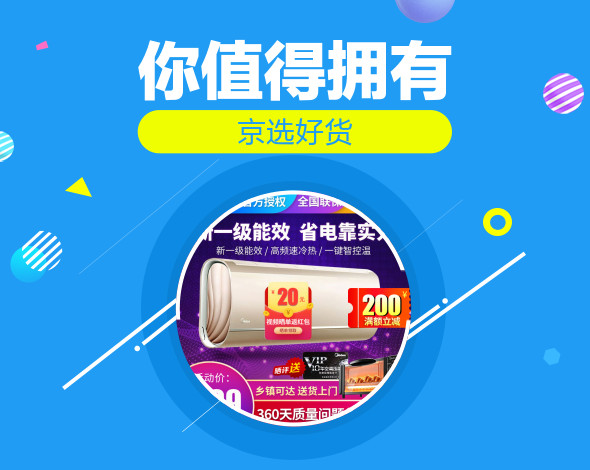 你值得拥有
京选好货
官方授权 全国联保
新一级能效 省电靠实力
新一级能效 / 高频速冷热 / 一键智控温
¥20元
视频晒单返红包
200
满额立减
晒评送 VIP
乡镇可达 送货上门
活动价:
360天质量问题